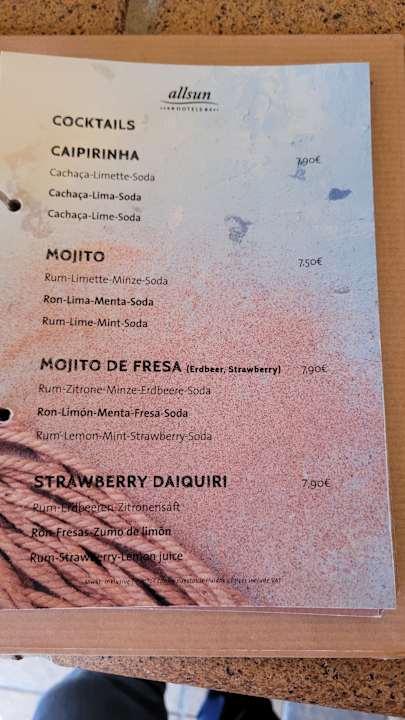 allsun
HOTELS
COCKTAILS
CAIPIRINHA 7,90€
Cachaça-Limette-Soda
Cachaça-Lima-Soda
Cachaça-Lime-Soda
MOJITO 7,50€
Rum-Limette-Minze-Soda
Ron-Lima-Menta-Soda
Rum-Lime-Mint-Soda
MOJITO DE FRESA (Erdbeer, Strawberry) 7,90€
Rum-Zitrone-Minze-Erdbeere-Soda
Ron-Limón-Menta-Fresa-Soda
Rum-Lemon-Mint-Strawberry-Soda
STRAWBERRY DAIQUIRI 7,90€
Rum-Erdbeeren-Zitronensaft
Ron-Fresas-Zumo de limón
Rum-Strawberry-Lemon juice
include VAT